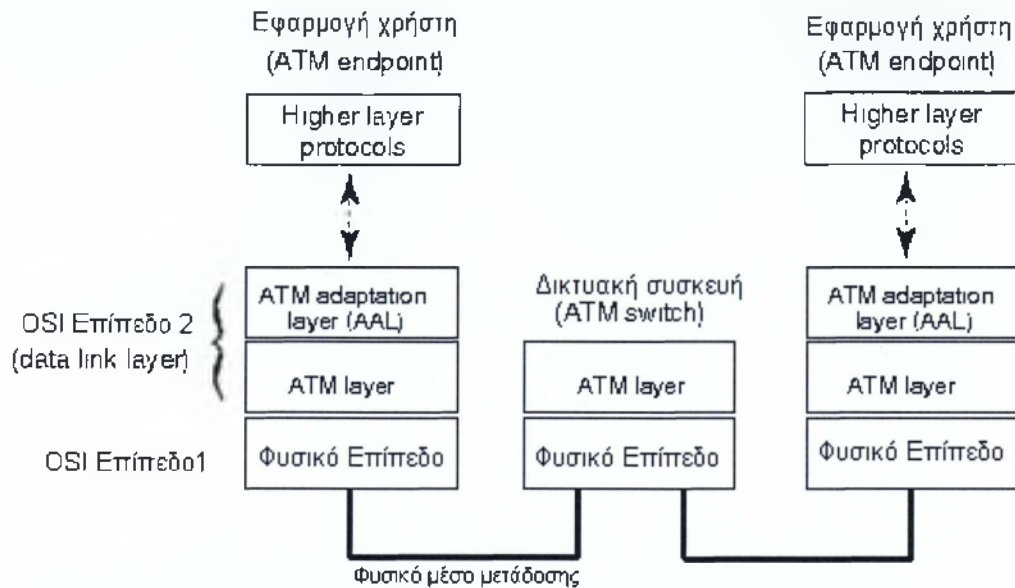 Εφαρμογή χρήστη
(ATM endpoint)
Higher layer
protocols
Εφαρμογή χρήστη
(ATM endpoint)
Higher layer
protocols
OSI Επίπεδο 2
(data link layer)
ATM adaptation
layer (AAL)
ATM layer
Δικτυακή συσκευή
(ATM switch)
ATM layer
ATM adaptation
layer (AAL)
ATM layer
OSI Επίπεδο1
Φυσικό Επίπεδο
Φυσικό Επίπεδο
Φυσικό Επίπεδο
Φυσικό μέσο μετάδοσης